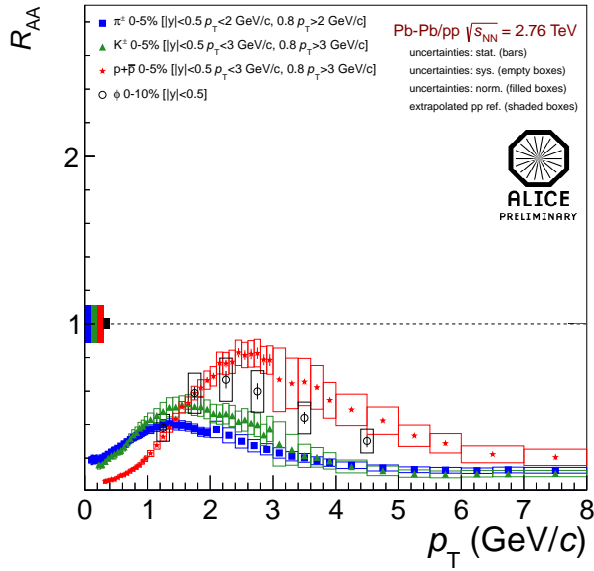 R_AA
π± 0-5% [|y|<0.5 p_T<2 GeV/c, 0.8 p_T>2 GeV/c]
K± 0-5% [|y|<0.5 p_T<3 GeV/c, 0.8 p_T>3 GeV/c]
p+p̅ 0-5% [|y|<0.5 p_T<3 GeV/c, 0.8 p_T>3 GeV/c]
ϕ 0-10% [|y|<0.5]
Pb-Pb/pp √s_NN = 2.76 TeV
uncertainties: stat. (bars)
uncertainties: sys. (empty boxes)
uncertainties: norm. (filled boxes)
extrapolated pp ref. (shaded boxes)
ALICE
PRELIMINARY
2
1
0 1 2 3 4 5 6 7 8
p_T (GeV/c)